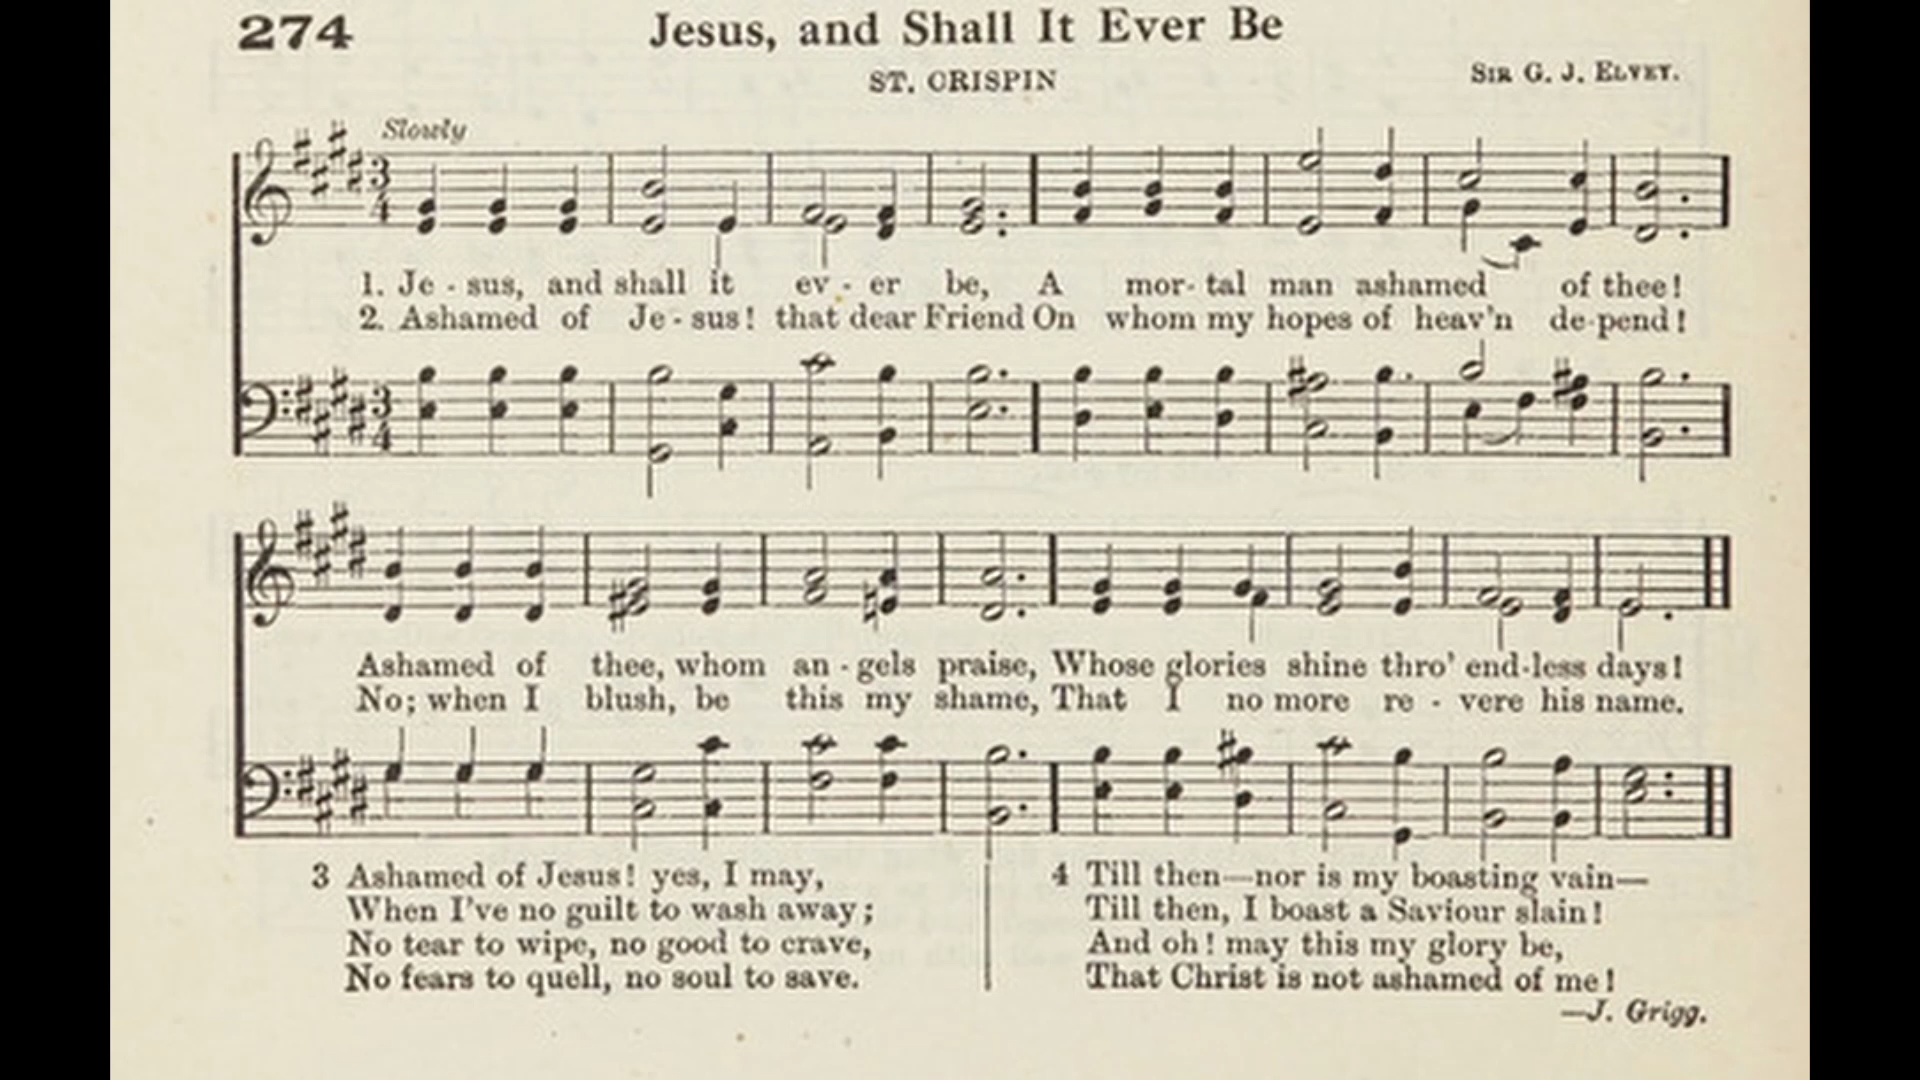 274
Jesus, and Shall It Ever Be
ST. CRISPIN
SIR G. J. ELVEY.
Slowly
1. Je - sus, and shall it ev - er be, A mor- tal man ashamed of thee!
2. Ashamed of Je - sus! that dear Friend On whom my hopes of heav'n de-pend!
Ashamed of thee, whom an - gels praise, Whose glories shine thro' end-less days!
No; when I blush, be this my shame, That I no more re - vere his name.
3 Ashamed of Jesus! yes, I may,
When I've no guilt to wash away;
No tear to wipe, no good to crave,
No fears to quell, no soul to save.
4 Till then—nor is my boasting vain—
Till then, I boast a Saviour slain!
And oh! may this my glory be,
That Christ is not ashamed of me!
—J. Grigg.